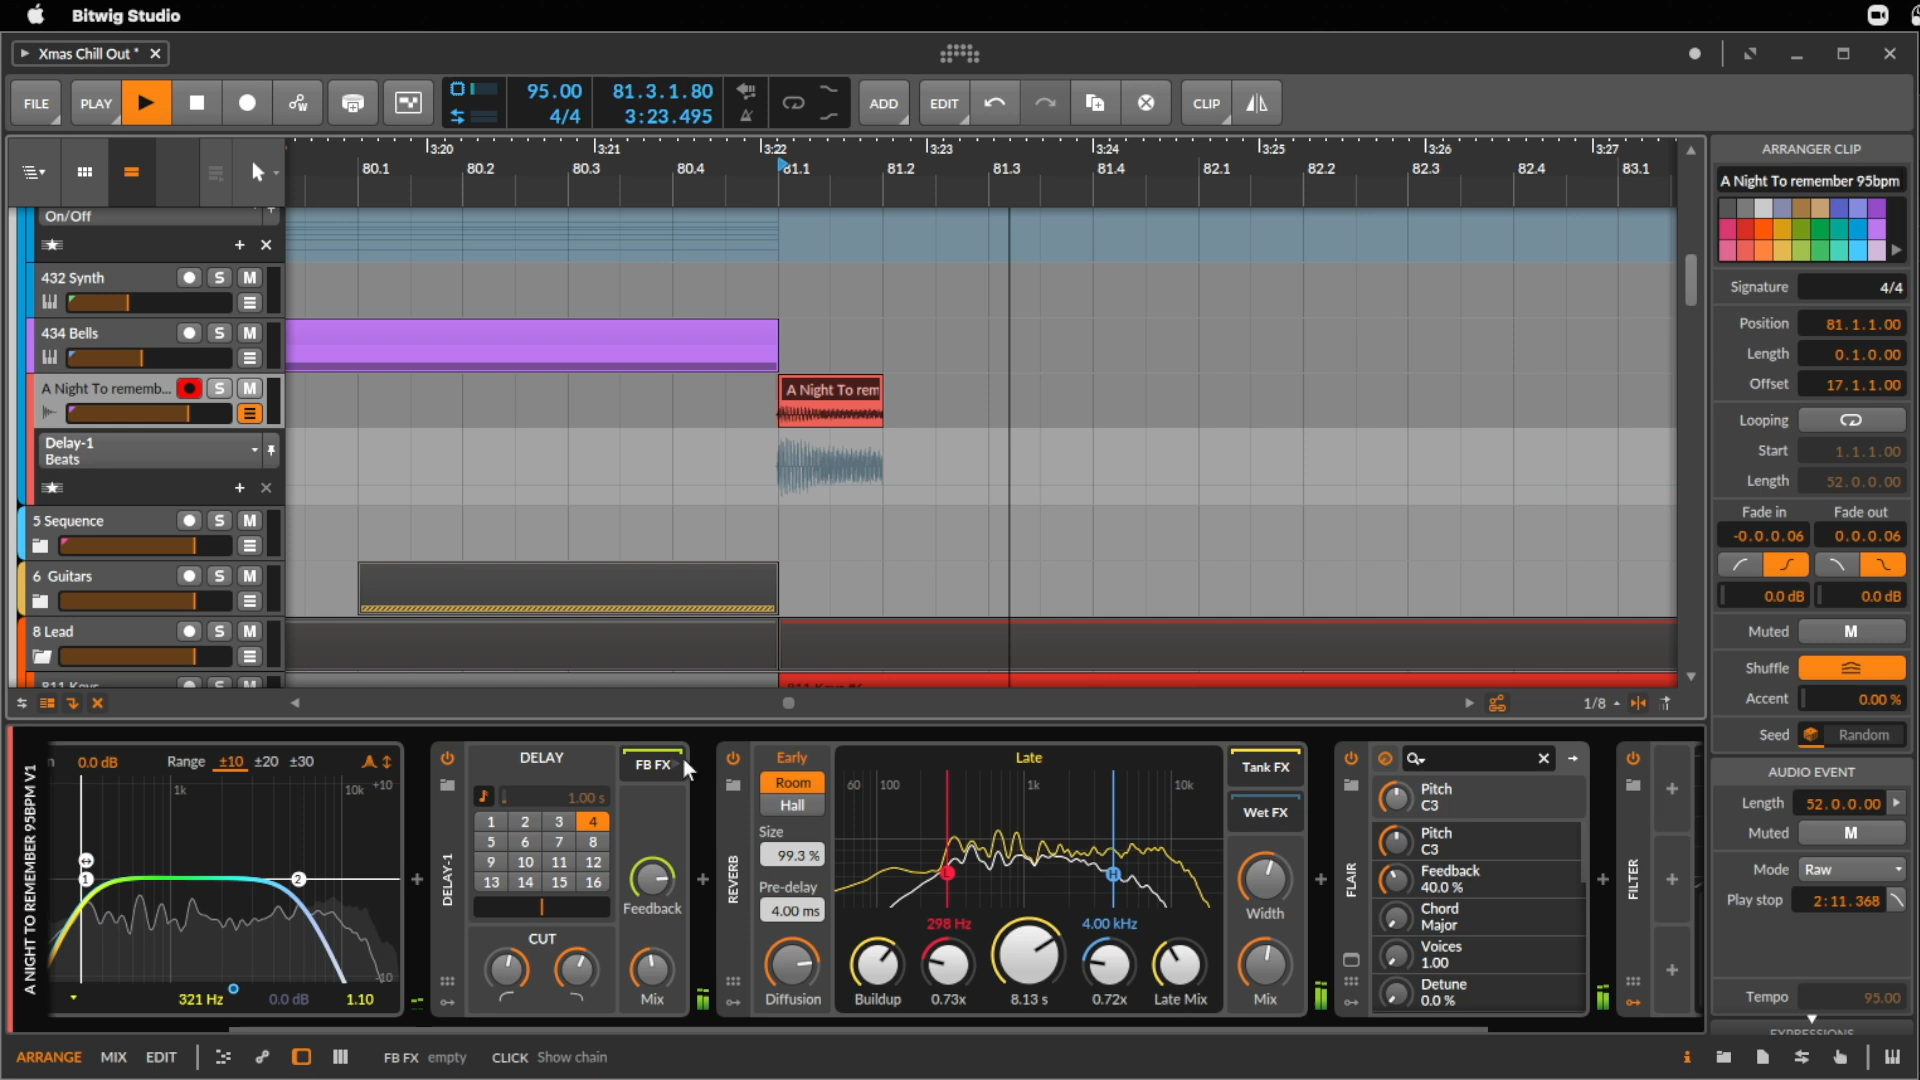 Bitwig Studio
Xmas Chill Out *
FILE
PLAY
95.00
4/4
81.3.1.80
3:23.495
ADD
EDIT
CLIP
3:20 3:21 3:22 3:23 3:24 3:25 3:26 3:27
80.1 80.2 80.3 80.4 81.1 81.2 81.3 81.4 82.1 82.2 82.3 82.4 83.1
On/Off
432 Synth S M
434 Bells S M
A Night To rememb... S M
A Night To rem
Delay-1
Beats
5 Sequence S M
6 Guitars S M
8 Lead S M
811 Keys S M
1/8
ARRANGER CLIP
A Night To remember 95bpm
Signature 4/4
Position 81.1.1.00
Length 0.1.0.00
Offset 17.1.1.00
Looping
Start 1.1.1.00
Length 52.0.0.00
Fade in Fade out
-0.0.0.06 0.0.0.06
0.0 dB 0.0 dB
Muted M
Shuffle
Accent 0.00 %
Seed Random
AUDIO EVENT
Length 52.0.0.00
Muted M
Mode Raw
Play stop 2:11.368
Tempo 95.00
EXPRESSIONS
A NIGHT TO REMEMBER 95BPM V1
0.0 dB Range ±10 ±20 ±30
1k 10k +10
1 2
-10
321 Hz 0.0 dB 1.10
DELAY-1
DELAY
1.00 s
1 2 3 4
5 6 7 8
9 10 11 12
13 14 15 16
CUT
FB FX
Feedback
Mix
REVERB
Early
Room
Hall
Size
99.3 %
Pre-delay
4.00 ms
Diffusion
Late
60 100 1k 10k
L H
298 Hz 4.00 kHz
Buildup 0.73x 8.13 s 0.72x Late Mix
Tank FX
Wet FX
Width
Mix
FLAIR
Pitch
C3
Pitch
C3
Feedback
40.0 %
Chord
Major
Voices
1.00
Detune
0.0 %
FILTER
ARRANGE MIX EDIT
FB FX empty CLICK Show chain